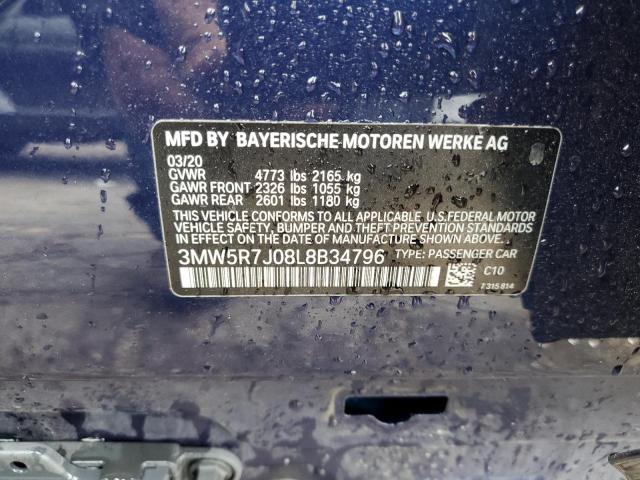 MFD BY BAYERISCHE MOTOREN WERKE AG
03/20
GVWR 4773 lbs 2165 kg
GAWR FRONT 2326 lbs 1055 kg
GAWR REAR 2601 lbs 1180 kg
THIS VEHICLE CONFORMS TO ALL APPLICABLE, U.S.FEDERAL MOTOR
VEHICLE SAFETY, BUMPER AND THEFT PREVENTION STANDARDS
IN EFFECT ON THE DATE OF MANUFACTURE SHOWN ABOVE.
3MW5R7J08L8B34796 TYPE: PASSENGER CAR
C10
7 315 814